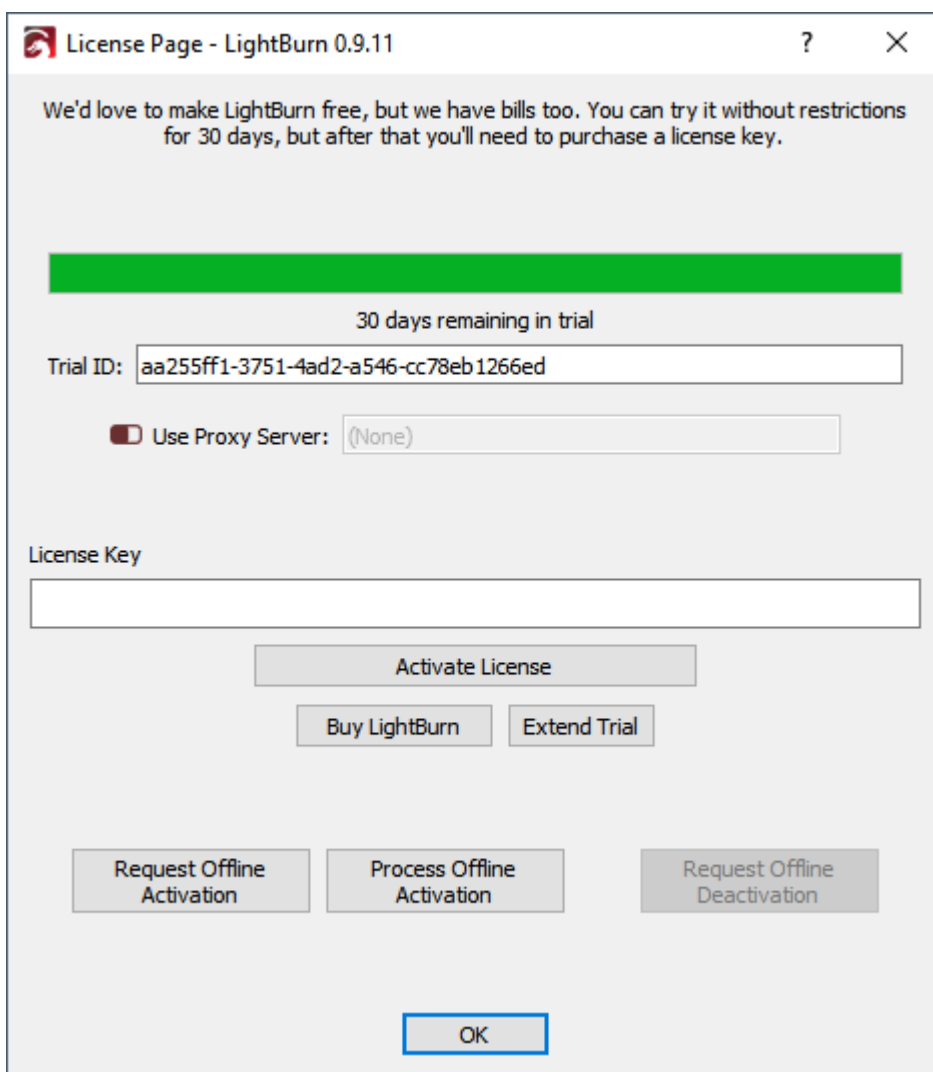 License Page - LightBurn 0.9.11
?
We'd love to make LightBurn free, but we have bills too. You can try it without restrictions
for 30 days, but after that you'll need to purchase a license key.
30 days remaining in trial
Trial ID: aa255ff1-3751-4ad2-a546-cc78eb1266ed
Use Proxy Server: (None)
License Key
Activate License
Buy LightBurn Extend Trial
Request Offline Process Offline Request Offline
Activation Activation Deactivation
OK